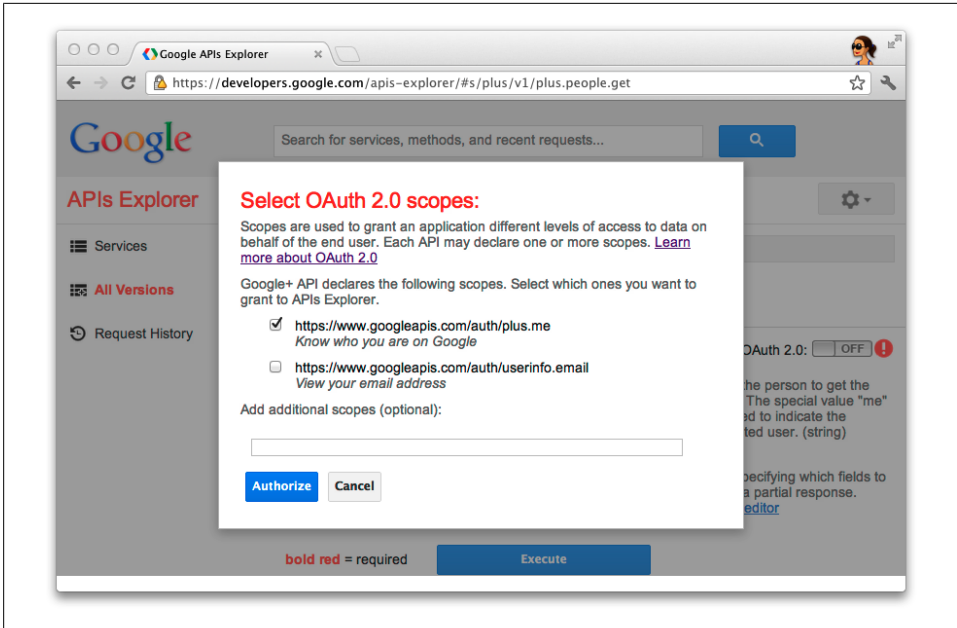 Google APIs Explorer
https://developers.google.com/apis-explorer/#s/plus/v1/plus.people.get
Google
Search for services, methods, and recent requests...
APIs Explorer
Services
All Versions
Request History
Select OAuth 2.0 scopes:
Scopes are used to grant an application different levels of access to data on
behalf of the end user. Each API may declare one or more scopes. Learn
more about OAuth 2.0
Google+ API declares the following scopes. Select which ones you want to
grant to APIs Explorer.
https://www.googleapis.com/auth/plus.me
Know who you are on Google
https://www.googleapis.com/auth/userinfo.email
View your email address
Add additional scopes (optional):
Authorize Cancel
OAuth 2.0: OFF
the person to get the
The special value "me"
ed to indicate the
ted user. (string)
pecifying which fields to
a partial response.
editor
bold red = required
Execute